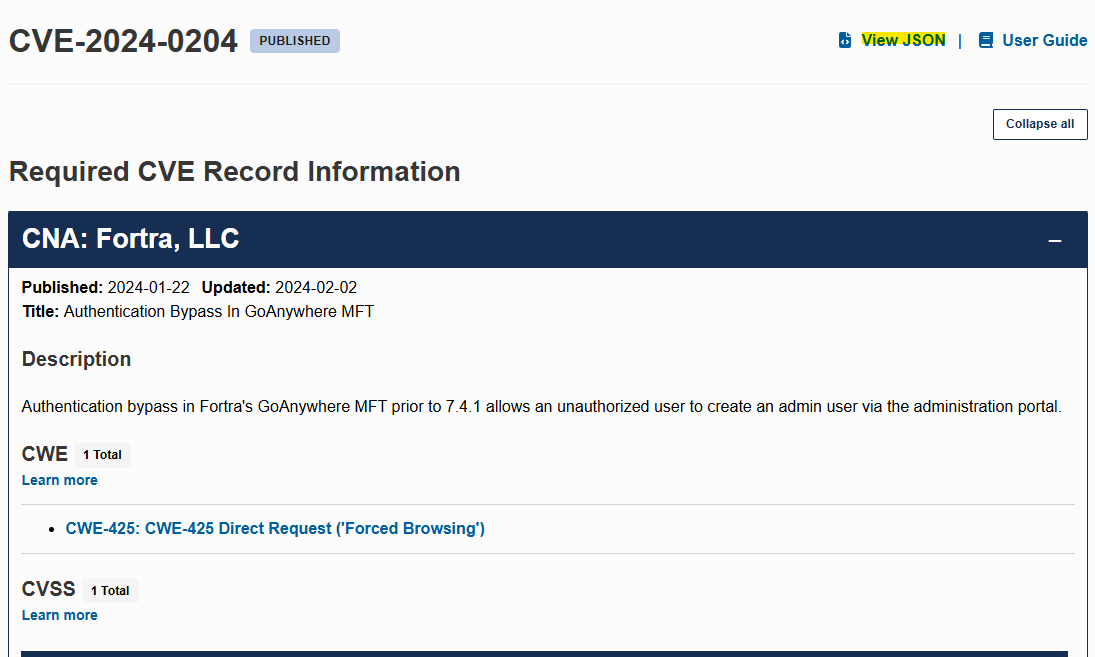 CVE-2024-0204 PUBLISHED View JSON | User Guide
Collapse all
Required CVE Record Information
CNA: Fortra, LLC
Published: 2024-01-22 Updated: 2024-02-02
Title: Authentication Bypass In GoAnywhere MFT
Description
Authentication bypass in Fortra's GoAnywhere MFT prior to 7.4.1 allows an unauthorized user to create an admin user via the administration portal.
CWE 1 Total
Learn more
• CWE-425: CWE-425 Direct Request ('Forced Browsing')
CVSS 1 Total
Learn more